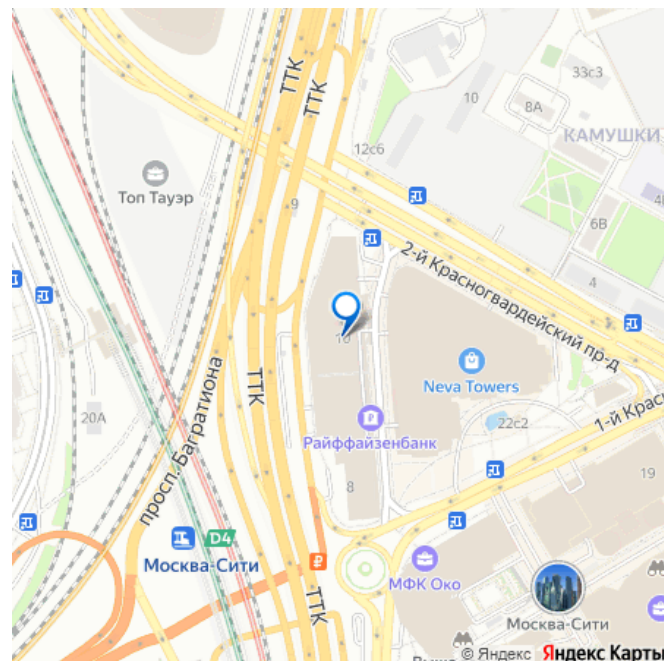 ТТК
ТТК
33с3
10
8А
КАМУШКИ
12с6
Топ Тауэр
9
6В
2-й Красногвардейский пр-д
4
10
Neva Towers
просп. Багратиона
ТТК
20А
Райффайзенбанк
22с2
1-й Крас
8
19
D4
Москва-Сити
₽
МФК Око
ТТК
Москва-Сити
© Яндекс Яндекс Карты